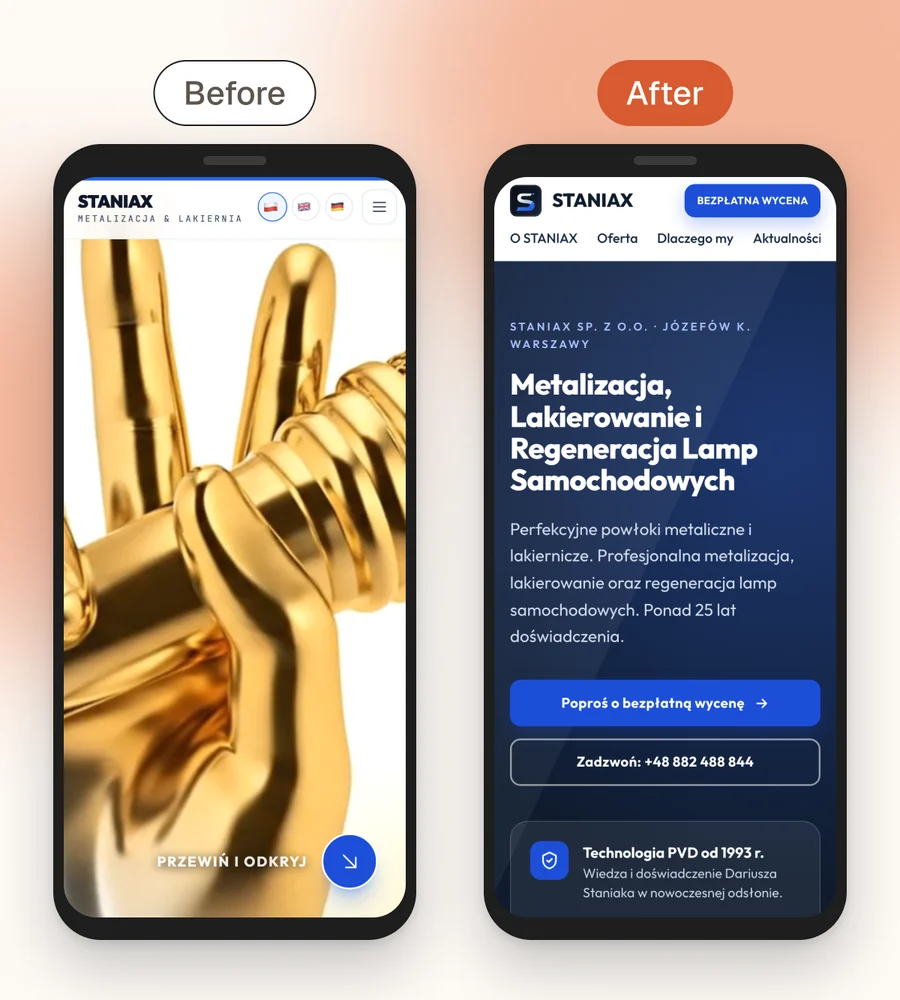 Before
After
STANIAX
METALIZACJA & LAKIERNIA
PRZEWIŃ I ODKRYJ
S STANIAX
BEZPŁATNA WYCENA
O STANIAX Oferta Dlaczego my Aktualności
STANIAX SP. Z O.O. · JÓZEFÓW K.
WARSZAWY
Metalizacja,
Lakierowanie i
Regeneracja Lamp
Samochodowych
Perfekcyjne powłoki metaliczne i
lakiernicze. Profesjonalna metalizacja,
lakierowanie oraz regeneracja lamp
samochodowych. Ponad 25 lat
doświadczenia.
Poproś o bezpłatną wycenę →
Zadzwoń: +48 882 488 844
Technologia PVD od 1993 r.
Wiedza i doświadczenie Dariusza
Staniaka w nowoczesnej odsłonie.